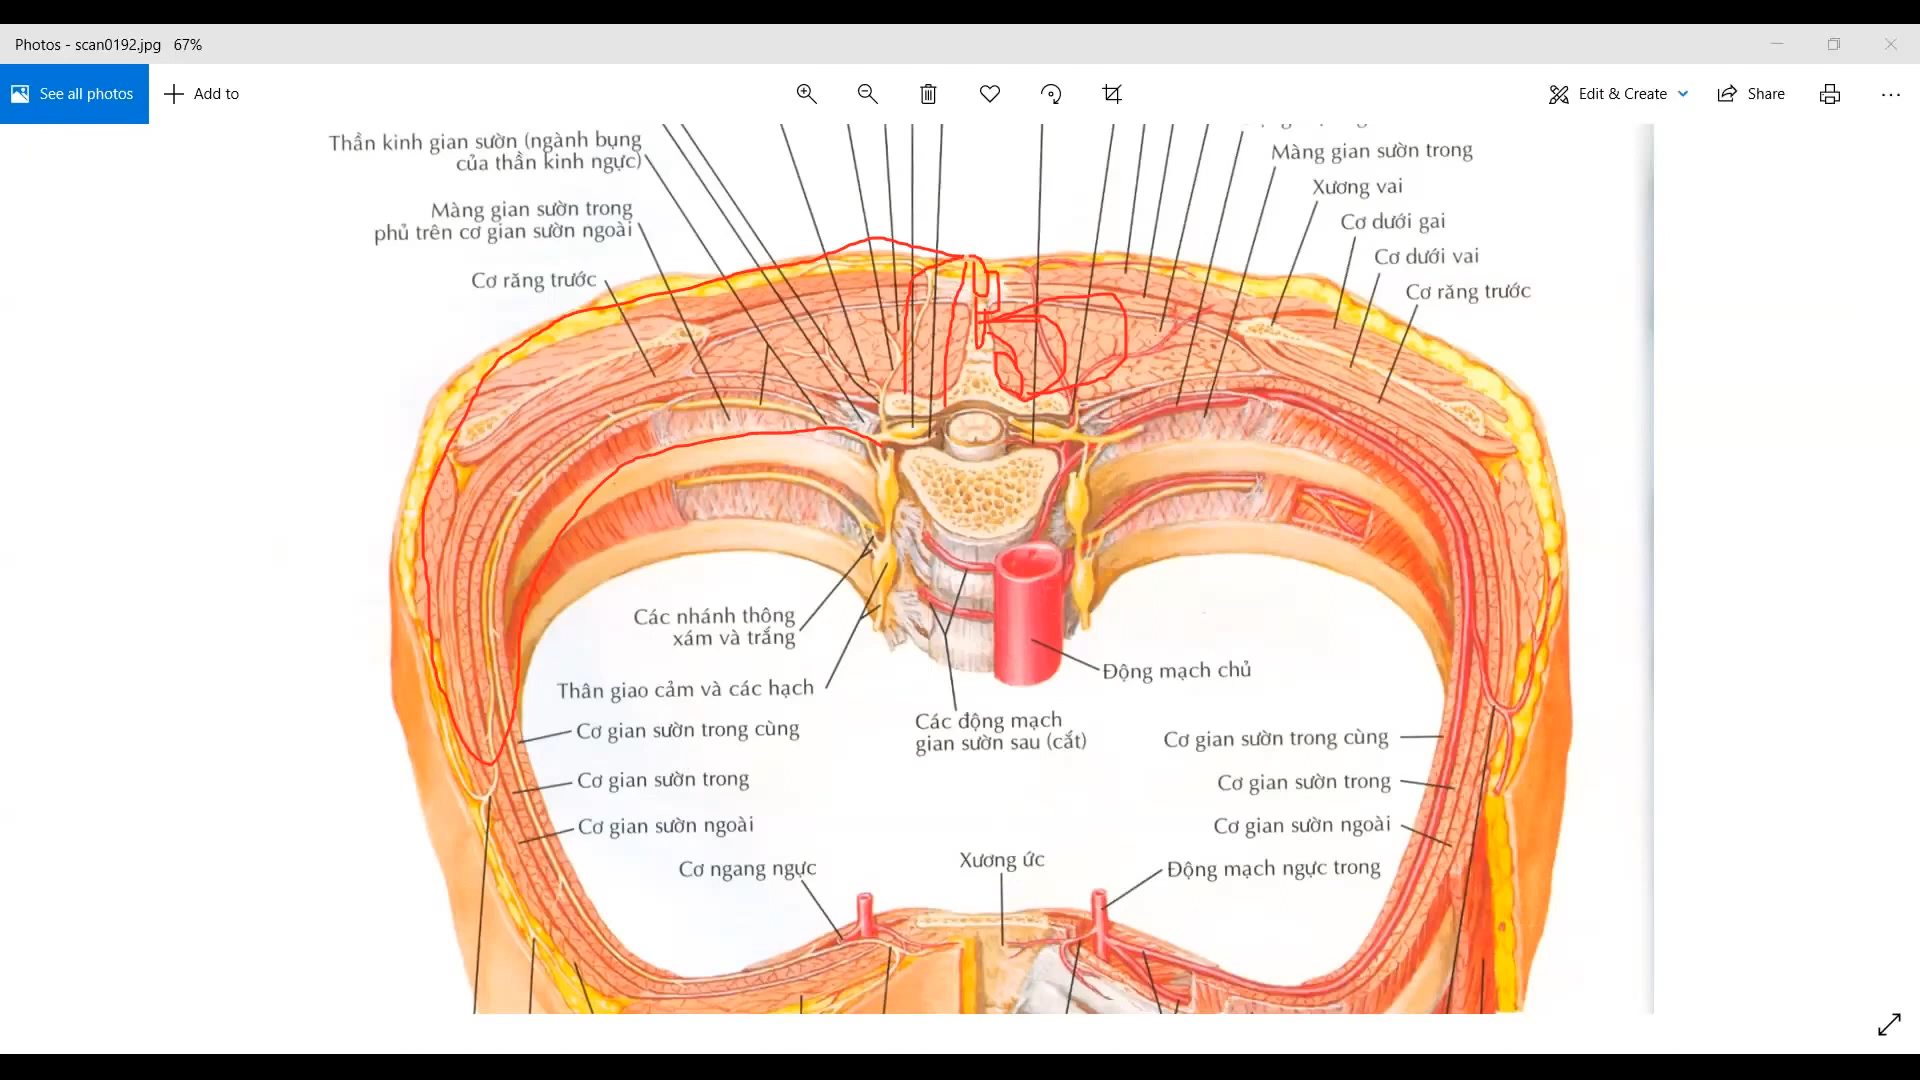 Photos - scan0192.jpg 67%
See all photos
Add to
Edit & Create
Share
Thần kinh gian sườn (ngành bụng
của thần kinh ngực)
Màng gian sườn trong
phủ trên cơ gian sườn ngoài
Cơ răng trước
Màng gian sườn trong
Xương vai
Cơ dưới gai
Cơ dưới vai
Cơ răng trước
Các nhánh thông
xám và trắng
Thân giao cảm và các hạch
Cơ gian sườn trong cùng
Cơ gian sườn trong
Cơ gian sườn ngoài
Cơ ngang ngực
Động mạch chủ
Các động mạch
gian sườn sau (cắt)
Xương ức
Cơ gian sườn trong cùng
Cơ gian sườn trong
Cơ gian sườn ngoài
Động mạch ngực trong